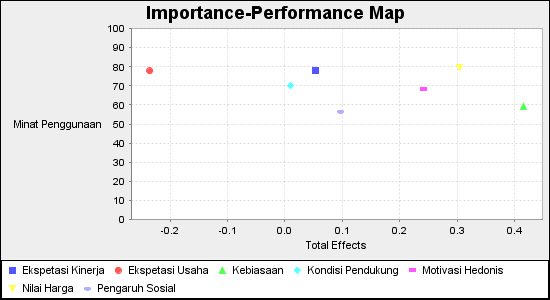 Importance-Performance Map
100
90
80
70
60
50
40
30
20
10
0
Minat Penggunaan
-0.2 -0.1 0.0 0.1 0.2 0.3 0.4
Total Effects
Ekspetasi Kinerja Ekspetasi Usaha Kebiasaan Kondisi Pendukung Motivasi Hedonis
Nilai Harga Pengaruh Sosial